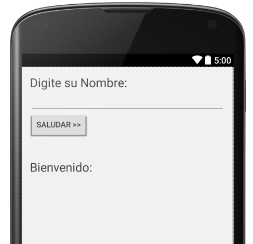 5:00
Digite su Nombre:
SALUDAR >>
Bienvenido: